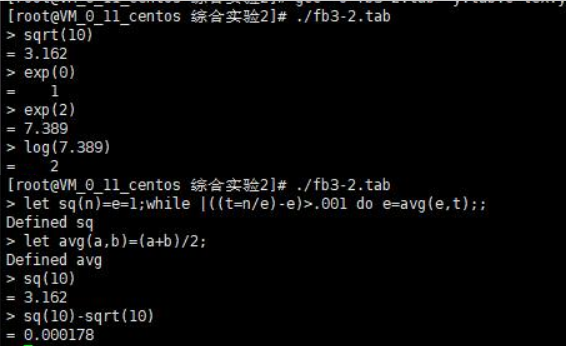 [root@VM_0_11_centos 综合实验2]# ./fb3-2.tab
> sqrt(10)
= 3.162
> exp(0)
=    1
> exp(2)
= 7.389
> log(7.389)
=    2
[root@VM_0_11_centos 综合实验2]# ./fb3-2.tab
> let sq(n)=e=1;while |((t=n/e)-e)>.001 do e=avg(e,t);;
Defined sq
> let avg(a,b)=(a+b)/2;
Defined avg
> sq(10)
= 3.162
> sq(10)-sqrt(10)
= 0.000178